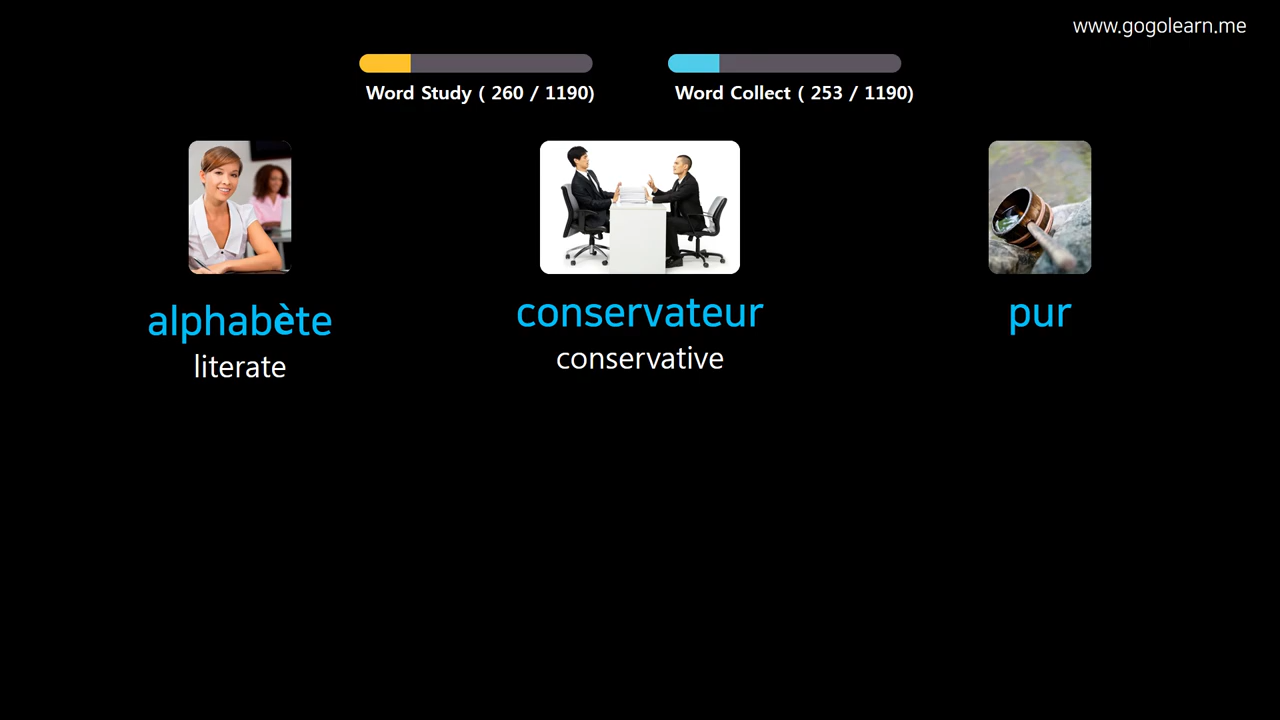 www.gogolearn.me
Word Study ( 260 / 1190)
Word Collect ( 253 / 1190)
alphabète
literate
conservateur
conservative
pur